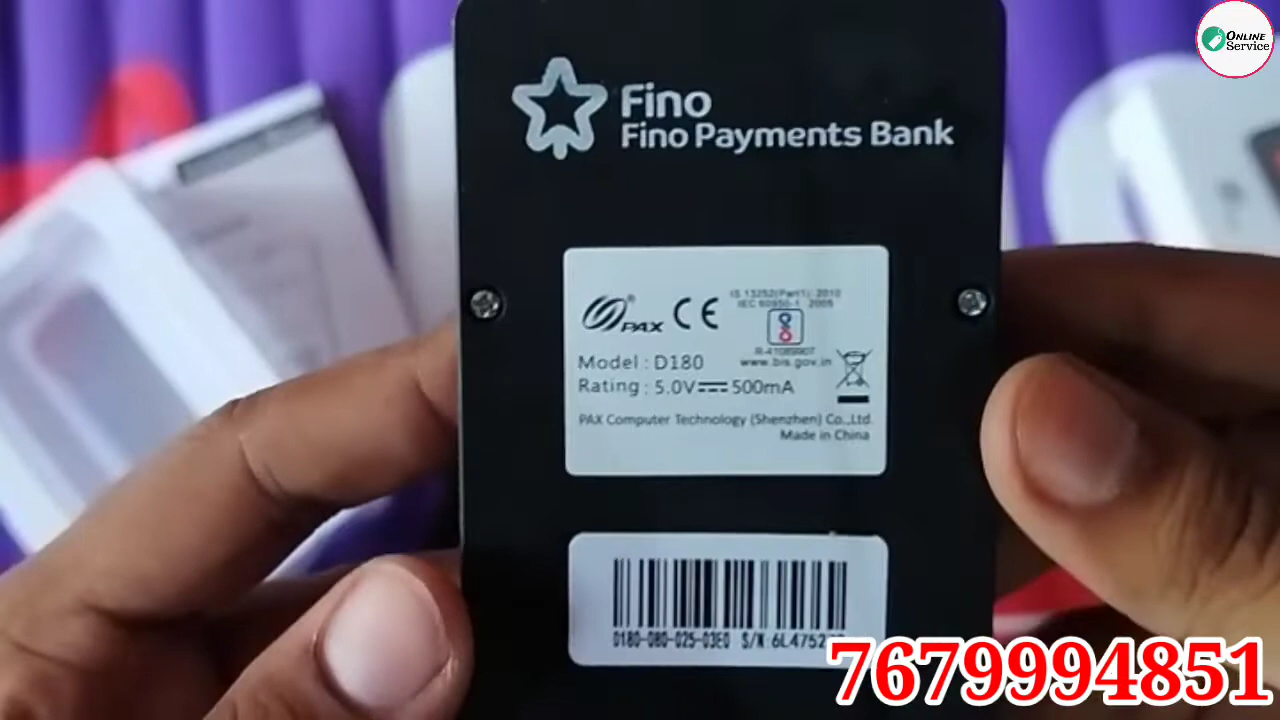 ONLINE
Service
Fino
Fino Payments Bank
PAX CE
IS 13252(Part1): 2010
IEC 60950-1: 2005
R-41089907
www.bis.gov.in
Model : D180
Rating : 5.0V 500mA
PAX Computer Technology (Shenzhen) Co.,Ltd.
Made in China
D180-080-025-03E0 S/N 6L4752
7679994851